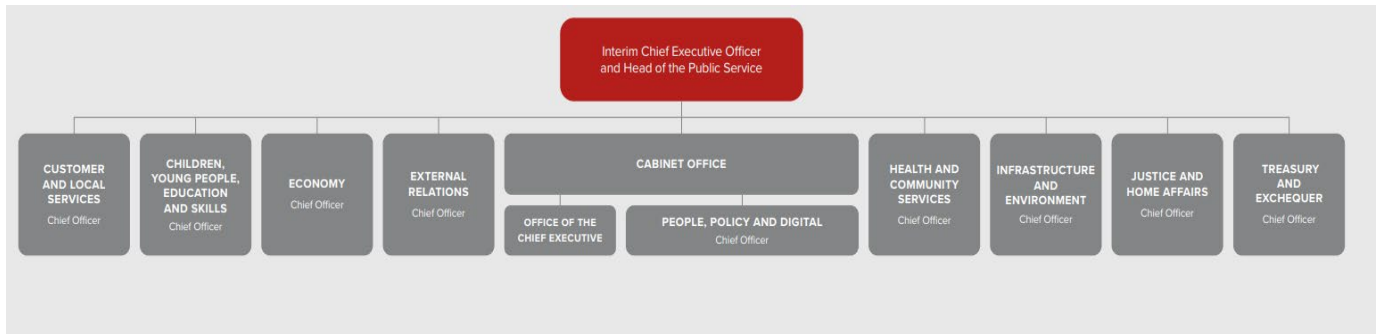 Interim Chief Executive Officer
and Head of the Public Service
CUSTOMER
AND LOCAL
SERVICES
Chief Officer
CHILDREN,
YOUNG PEOPLE,
EDUCATION
AND SKILLS
Chief Officer
ECONOMY
Chief Officer
EXTERNAL
RELATIONS
Chief Officer
CABINET OFFICE
OFFICE OF THE
CHIEF EXECUTIVE
PEOPLE, POLICY AND DIGITAL
Chief Officer
HEALTH AND
COMMUNITY
SERVICES
Chief Officer
INFRASTRUCTURE
AND
ENVIRONMENT
Chief Officer
JUSTICE AND
HOME AFFAIRS
Chief Officer
TREASURY
AND
EXCHEQUER
Chief Officer